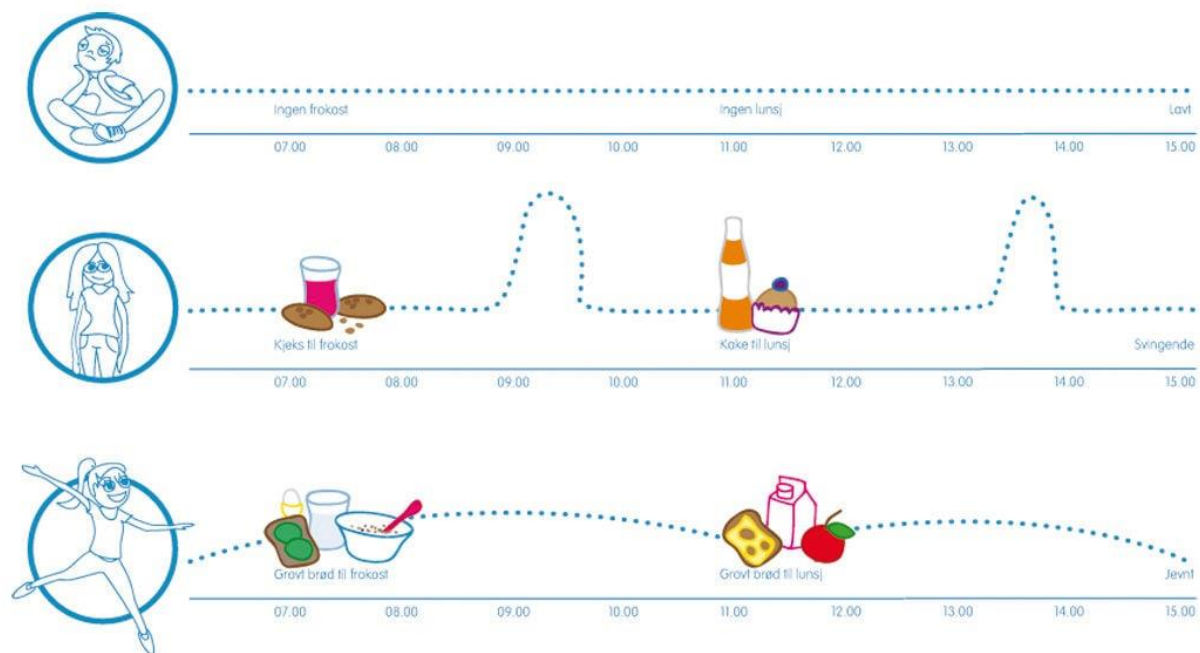 Ingen frokost Ingen lunsj Lavt
07.00 08.00 09.00 10.00 11.00 12.00 13.00 14.00 15.00
Kjeks til frokost Kake til lunsj Svingende
07.00 08.00 09.00 10.00 11.00 12.00 13.00 14.00 15.00
Grovt brød til frokost Grovt brød til lunsj Jevnt
07.00 08.00 09.00 10.00 11.00 12.00 13.00 14.00 15.00